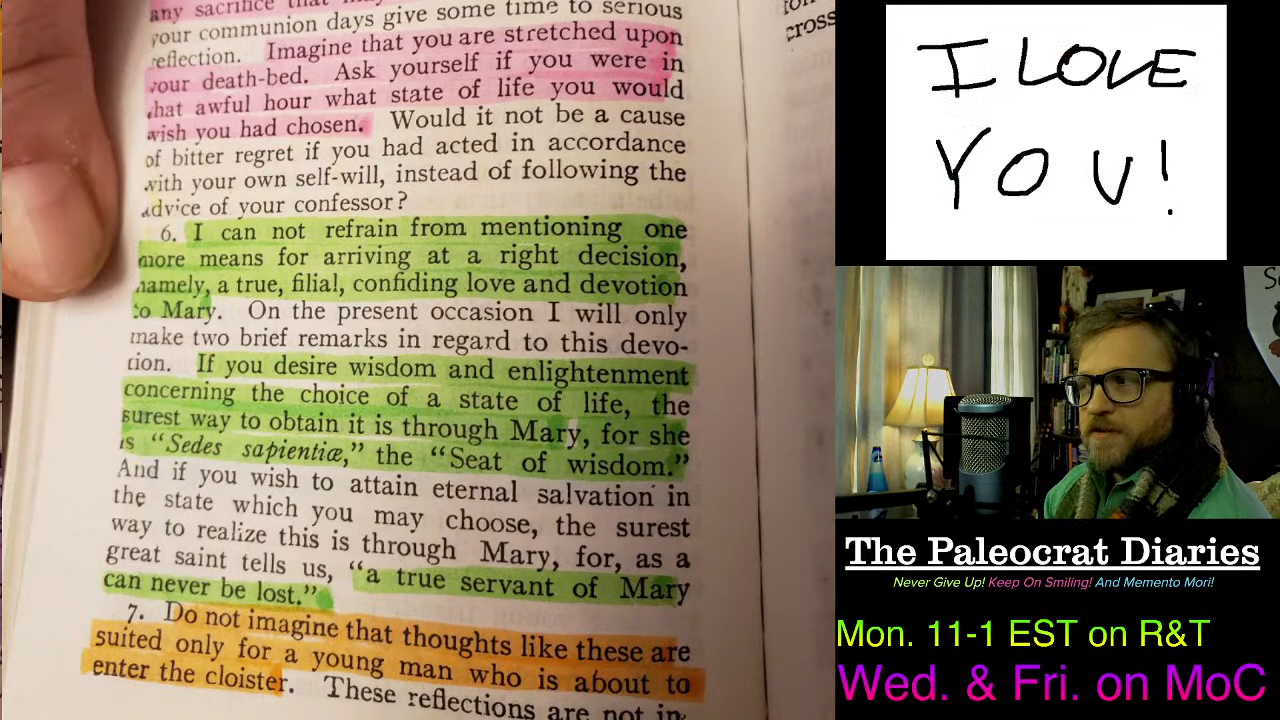 any sacrifice that
your communion days give some time to serious
reflection. Imagine that you are stretched upon
your death-bed. Ask yourself if you were in
that awful hour what state of life you would
wish you had chosen. Would it not be a cause
of bitter regret if you had acted in accordance
with your own self-will, instead of following the
advice of your confessor?
6. I can not refrain from mentioning one
more means for arriving at a right decision,
namely, a true, filial, confiding love and devotion
to Mary. On the present occasion I will only
make two brief remarks in regard to this devo-
tion. If you desire wisdom and enlightenment
concerning the choice of a state of life, the
surest way to obtain it is through Mary, for she
is “Sedes sapientiæ,” the “Seat of wisdom.”
And if you wish to attain eternal salvation in
the state which you may choose, the surest
way to realize this is through Mary, for, as a
great saint tells us, “a true servant of Mary
can never be lost.”
7. Do not imagine that thoughts like these are
suited only for a young man who is about to
enter the cloister. These reflections are not in-
cross
I LOVE
YOU!
The Paleocrat Diaries
Never Give Up! Keep On Smiling! And Memento Mori!
Mon. 11-1 EST on R&T
Wed. & Fri. on MoC